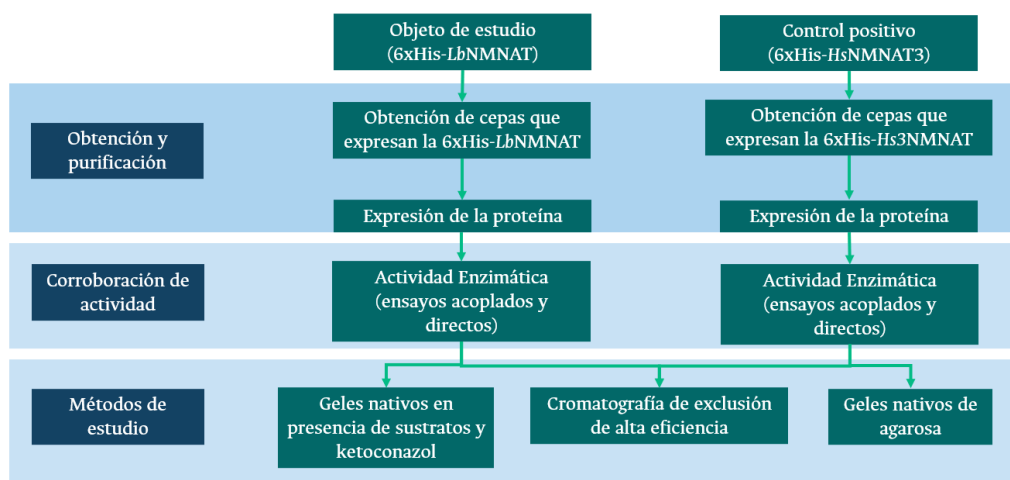 Objeto de estudio
(6xHis-LbNMNAT)
Control positivo
(6xHis-HsNMNAT3)
Obtención y
purificación
Obtención de cepas que
expresan la 6xHis-LbNMNAT
Obtención de cepas que
expresan la 6xHis-Hs3NMNAT
Expresión de la proteína
Expresión de la proteína
Corroboración de
actividad
Actividad Enzimática
(ensayos acoplados y
directos)
Actividad Enzimática
(ensayos acoplados y
directos)
Métodos de
estudio
Geles nativos en
presencia de sustratos y
ketoconazol
Cromatografía de exclusión
de alta eficiencia
Geles nativos de
agarosa